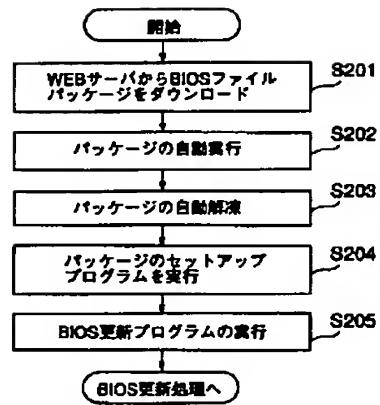 開始
WEBサーバからBIOSファイル
パッケージをダウンロード
S201
パッケージの自動実行
S202
パッケージの自動解凍
S203
パッケージのセットアップ
プログラムを実行
S204
BIOS更新プログラムの実行
S205
BIOS更新処理へ